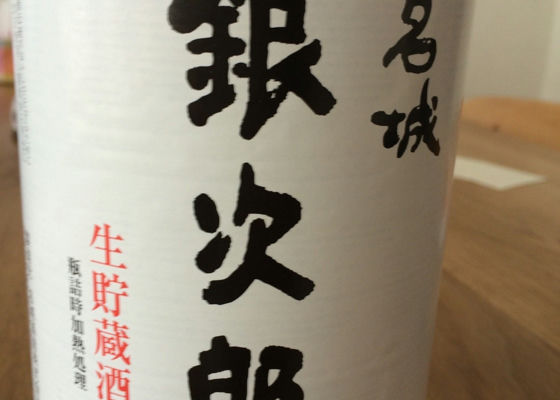 名城
銀次郎
生貯蔵酒
瓶詰時加熱処理